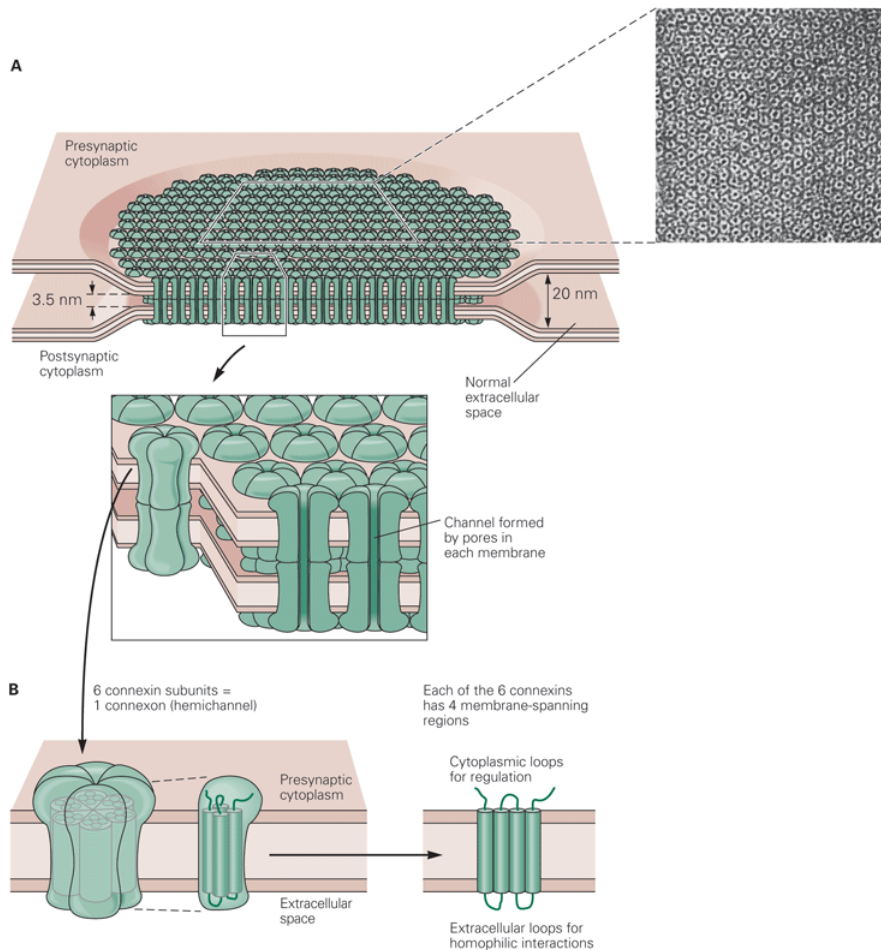 A
Presynaptic
cytoplasm
3.5 nm
20 nm
Postsynaptic
cytoplasm
Normal
extracellular
space
Channel formed
by pores in
each membrane
B
6 connexin subunits =
1 connexon (hemichannel)
Each of the 6 connexins
has 4 membrane-spanning
regions
Presynaptic
cytoplasm
Cytoplasmic loops
for regulation
Extracellular
space
Extracellular loops for
homophilic interactions